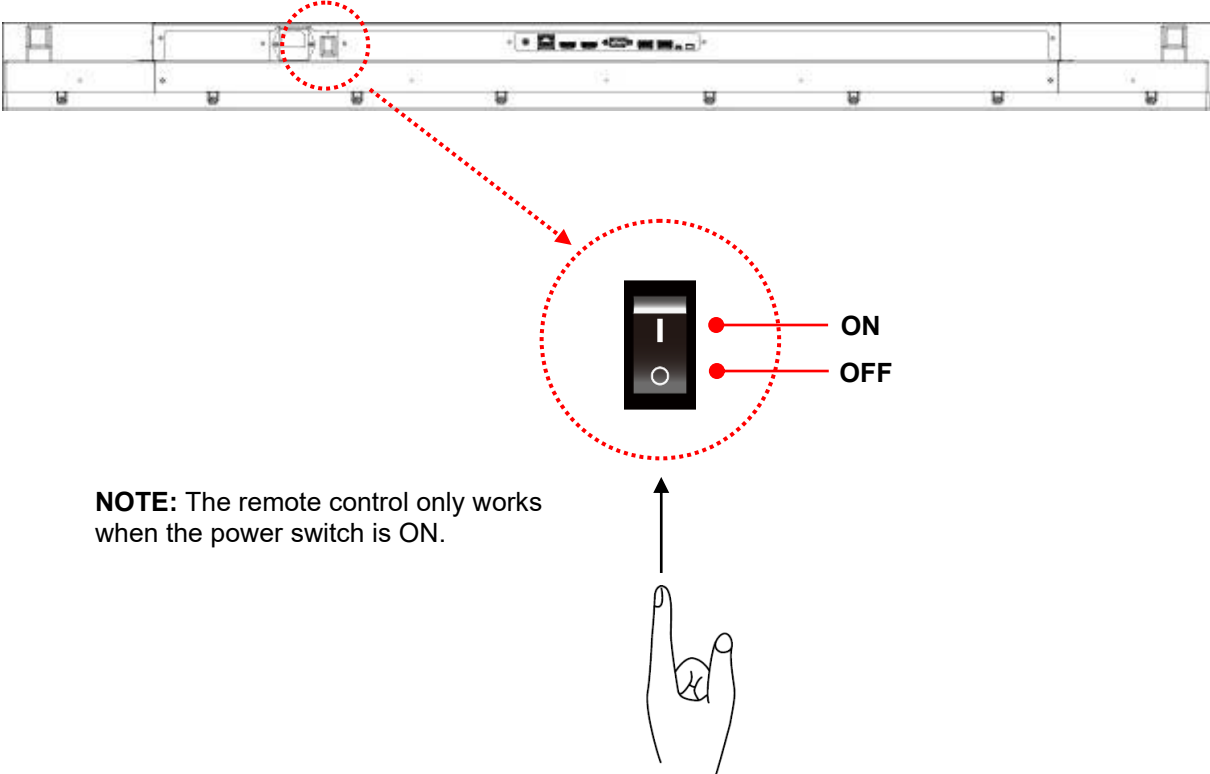 ON
OFF
NOTE: The remote control only works
when the power switch is ON.